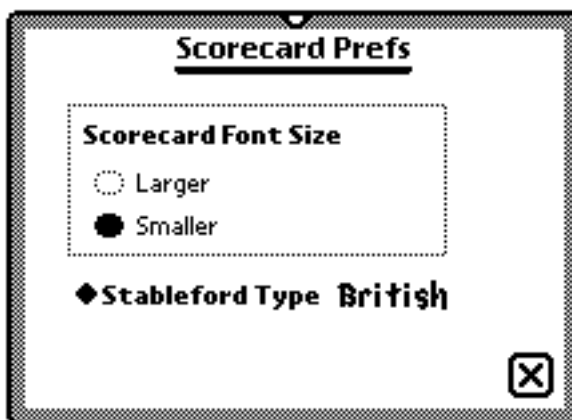 Scorecard Prefs
Scorecard Font Size
Larger
Smaller
Stableford Type British